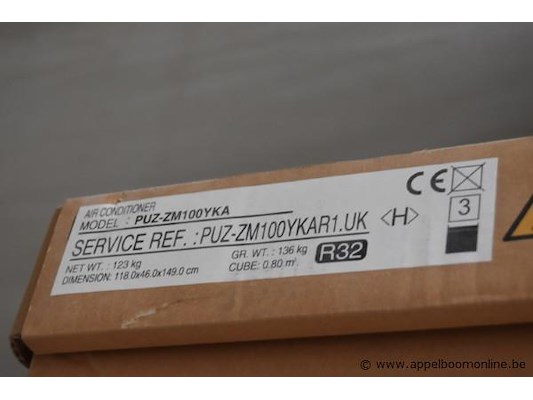 AIR CONDITIONER
MODEL : PUZ-ZM100YKA
SERVICE REF. :PUZ-ZM100YKAR1.UK
NET WT. : 123 kg GR. WT. : 136 kg
DIMENSION: 118.0x46.0x149.0 cm CUBE: 0.80 m³
R32
<H>
CE
3
© www.appelboomonline.be